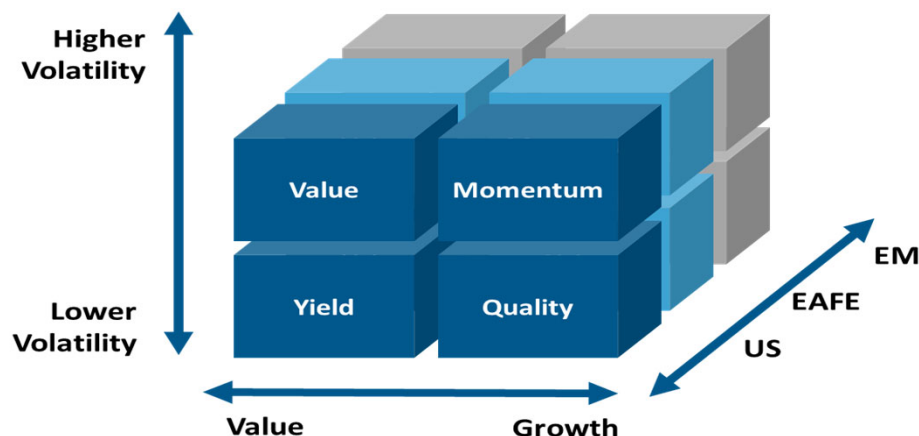 Higher
Volatility
Value
Momentum
Yield
Quality
Lower
Volatility
EM
EAFE
US
Value
Growth